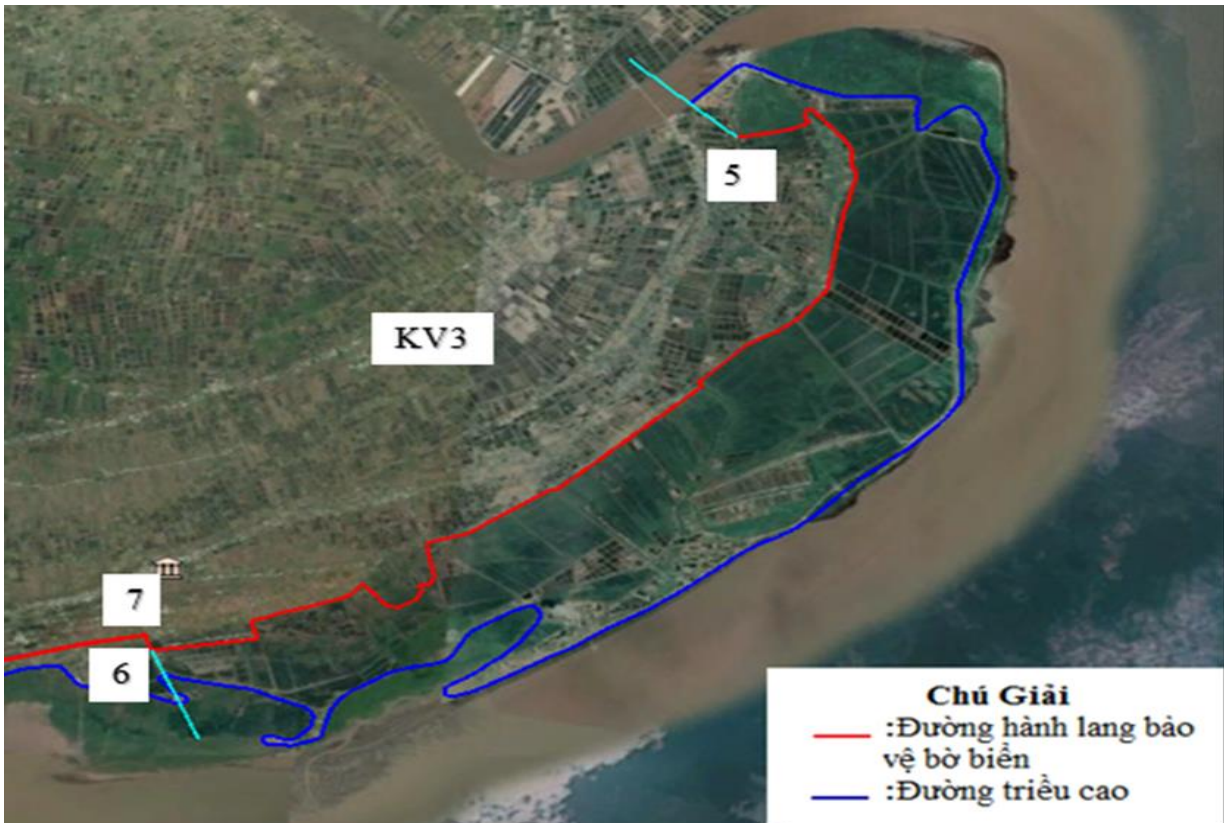 5
KV3
7
6
Chú Giải
:Đường hành lang bảo
vệ bờ biển
:Đường triều cao